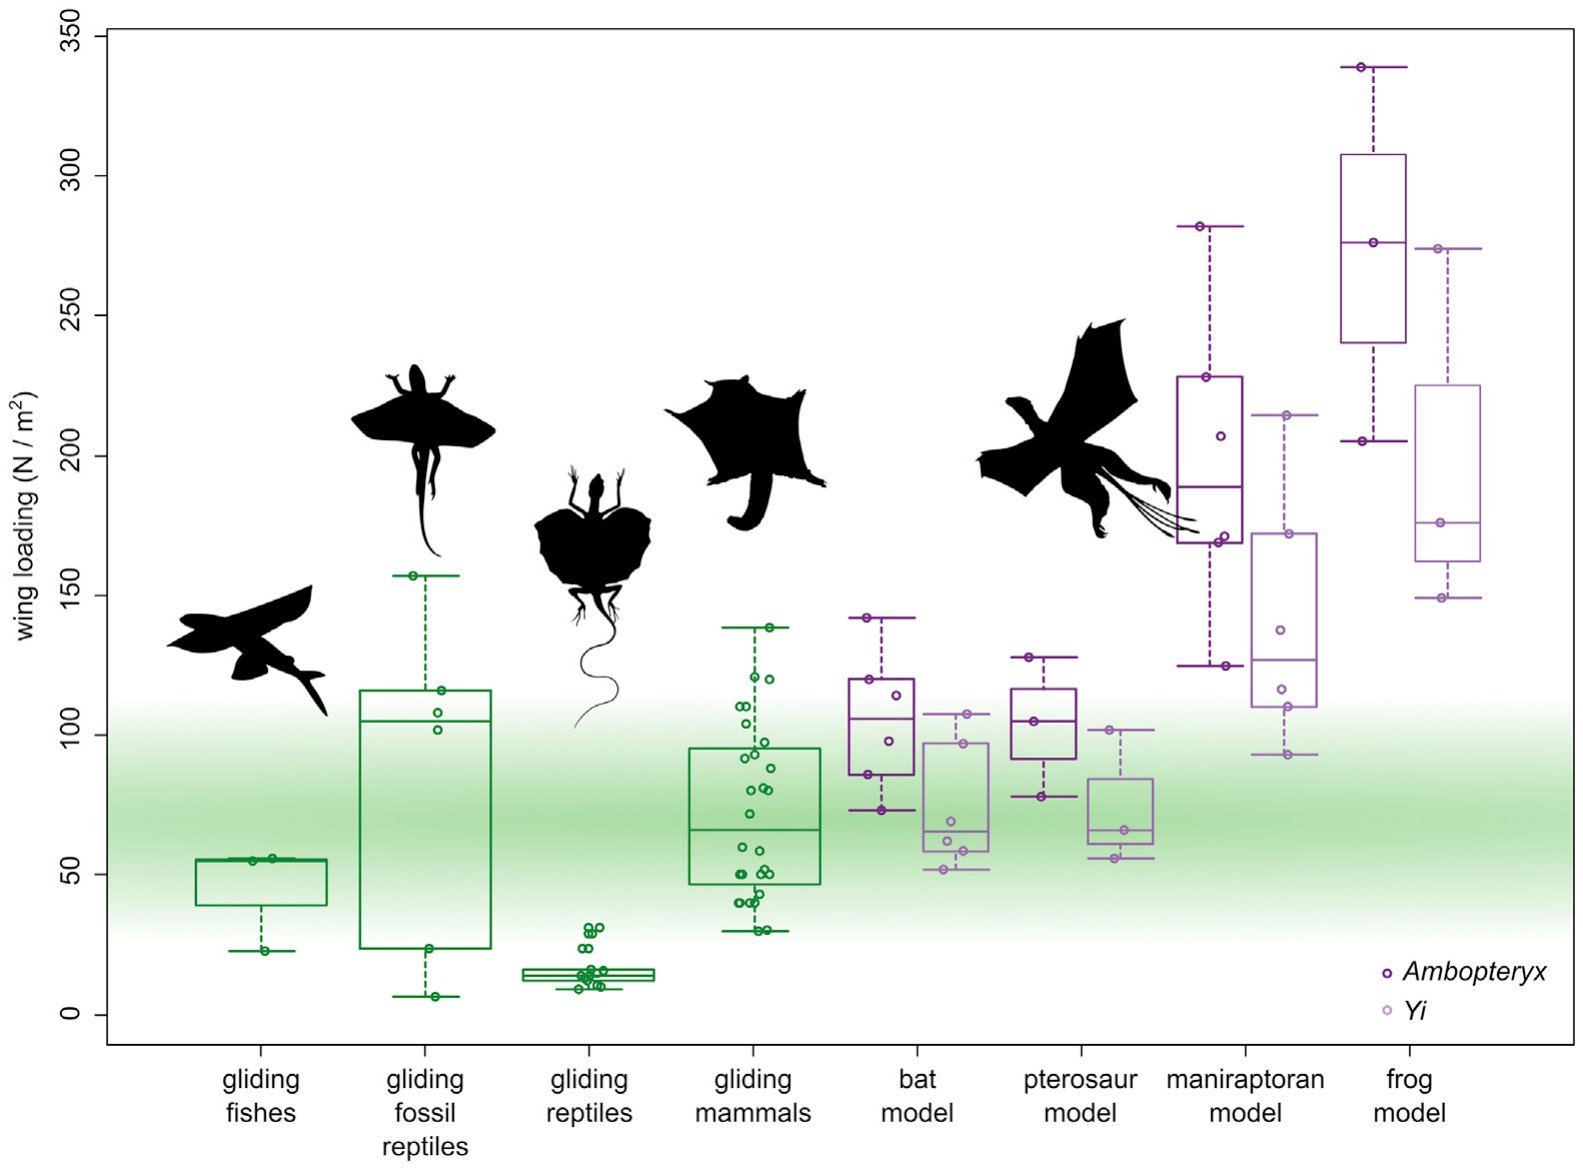 350
300
250
200
150
100
50
0
wing loading (N / m²)
Ambopteryx
Yi
gliding fishes
gliding fossil reptiles
gliding reptiles
gliding mammals
bat model
pterosaur model
maniraptoran model
frog model